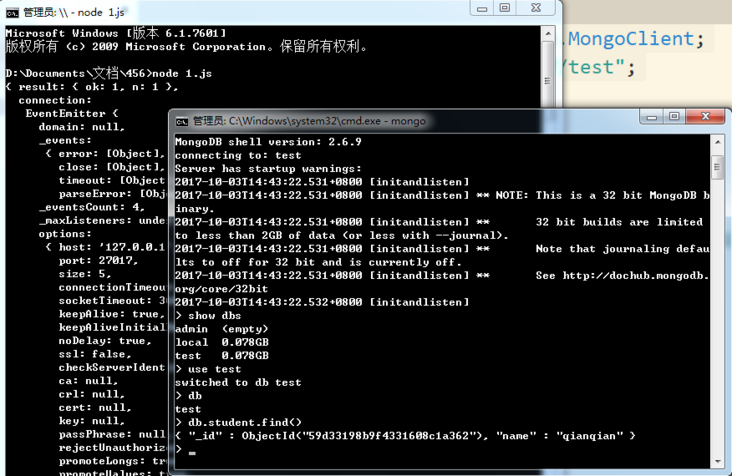 管理员: \\ - node  1.js
Microsoft Windows [版本 6.1.7601]
版权所有 (c) 2009 Microsoft Corporation。保留所有权利。
D:\Documents\文档\456>node 1.js
{ result: { ok: 1, n: 1 },
connection:
EventEmitter {
domain: null,
_events:
{ error: [Object],
close: [Object],
timeout: [Object
parseError: [Obj
_eventsCount: 4,
_maxListeners: unde
options:
{ host: '127.0.0.1
port: 27017,
size: 5,
connectionTimeou
socketTimeout: 3
keepAlive: true,
keepAliveInitial
noDelay: true,
ssl: false,
checkServerIdent
ca: null,
crl: null,
cert: null,
key: null,
passPhrase: null
rejectUnauthoriz
promoteLongs: tr
promoteValues: t
.MongoClient;
/test";
管理员: C:\Windows\system32\cmd.exe - mongo
MongoDB shell version: 2.6.9
connecting to: test
Server has startup warnings:
2017-10-03T14:43:22.531+0800 [initandlisten]
2017-10-03T14:43:22.531+0800 [initandlisten] ** NOTE: This is a 32 bit MongoDB b
inary.
2017-10-03T14:43:22.531+0800 [initandlisten] **       32 bit builds are limited
to less than 2GB of data (or less with --journal).
2017-10-03T14:43:22.531+0800 [initandlisten] **       Note that journaling defau
lts to off for 32 bit and is currently off.
2017-10-03T14:43:22.531+0800 [initandlisten] **       See http://dochub.mongodb.
org/core/32bit
2017-10-03T14:43:22.532+0800 [initandlisten]
> show dbs
admin  (empty)
local  0.078GB
test   0.078GB
> use test
switched to db test
> db
test
> db.student.find()
{ "_id" : ObjectId("59d33198b9f4331608c1a362"), "name" : "qianqian" }
>